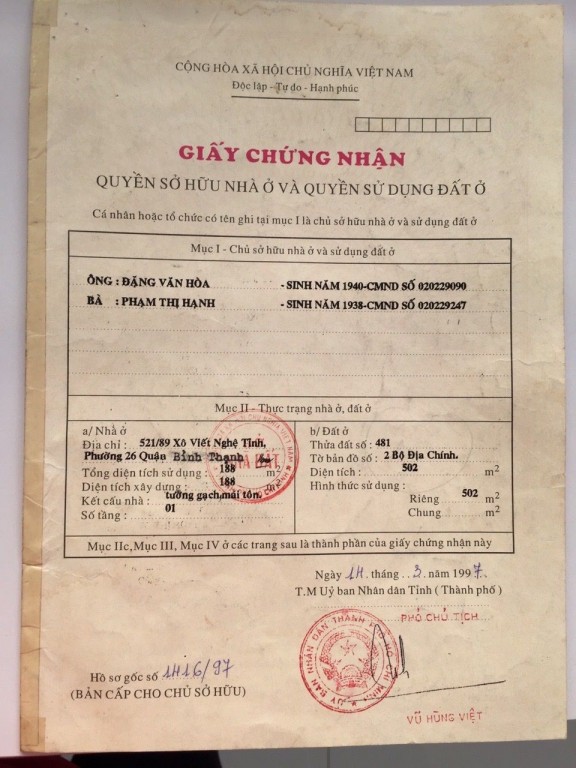 CỘNG HÒA XÃ HỘI CHỦ NGHĨA VIỆT NAM
Độc lập - Tự do - Hạnh phúc
GIẤY CHỨNG NHẬN
QUYỀN SỞ HỮU NHÀ Ở VÀ QUYỀN SỬ DỤNG ĐẤT Ở
Cá nhân hoặc tổ chức có tên ghi tại mục I là chủ sở hữu nhà ở và sử dụng đất ở
Mục I - Chủ sở hữu nhà ở và sử dụng đất ở
ÔNG : ĐẶNG VĂN HÒA - SINH NĂM 1940-CMND SỐ 020229090
BÀ : PHẠM THỊ HẠNH - SINH NĂM 1938-CMND SỐ 020229247
Mục II - Thực trạng nhà ở, đất ở
a/ Nhà ở
Địa chỉ : 521/89 Xô Viết Nghệ Tĩnh,
Phường 26 Quận Bình Thạnh
Tổng diện tích sử dụng : 188 m2
Diện tích xây dựng : 188 m2
Kết cấu nhà : tường gạch,mái tôn.
Số tầng : 01
b/ Đất ở
Thửa đất số : 481
Tờ bản đồ số : 2 Bộ Địa Chính.
Diện tích : 502 m2
Hình thức sử dụng :
Riêng 502 m2
Chung m2
Mục IIc, Mục III, Mục IV ở các trang sau là thành phần của giấy chứng nhận này
Ngày 14 tháng 3 năm 1997
T.M Uỷ ban Nhân dân Tỉnh ( Thành phố )
PHÓ CHỦ TỊCH
Hồ sơ gốc số 1416/97
(BẢN CẤP CHO CHỦ SỞ HỮU)
VŨ HÙNG VIỆT